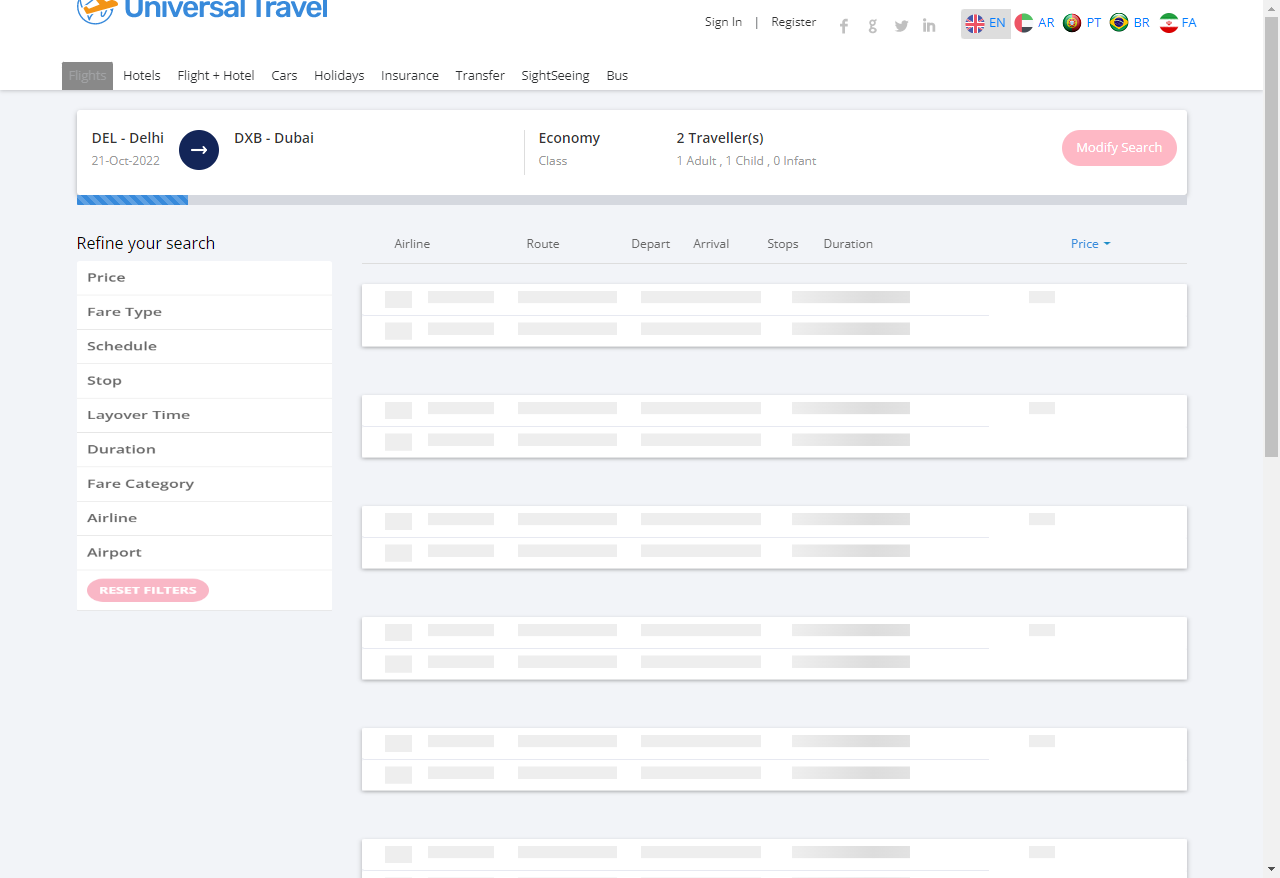 Universal Travel
Sign In | Register
EN AR PT BR FA
Flights Hotels Flight + Hotel Cars Holidays Insurance Transfer SightSeeing Bus
DEL - Delhi
21-Oct-2022
DXB - Dubai
Economy
Class
2 Traveller(s)
1 Adult , 1 Child , 0 Infant
Modify Search
Refine your search
Price
Fare Type
Schedule
Stop
Layover Time
Duration
Fare Category
Airline
Airport
RESET FILTERS
Airline Route Depart Arrival Stops Duration Price